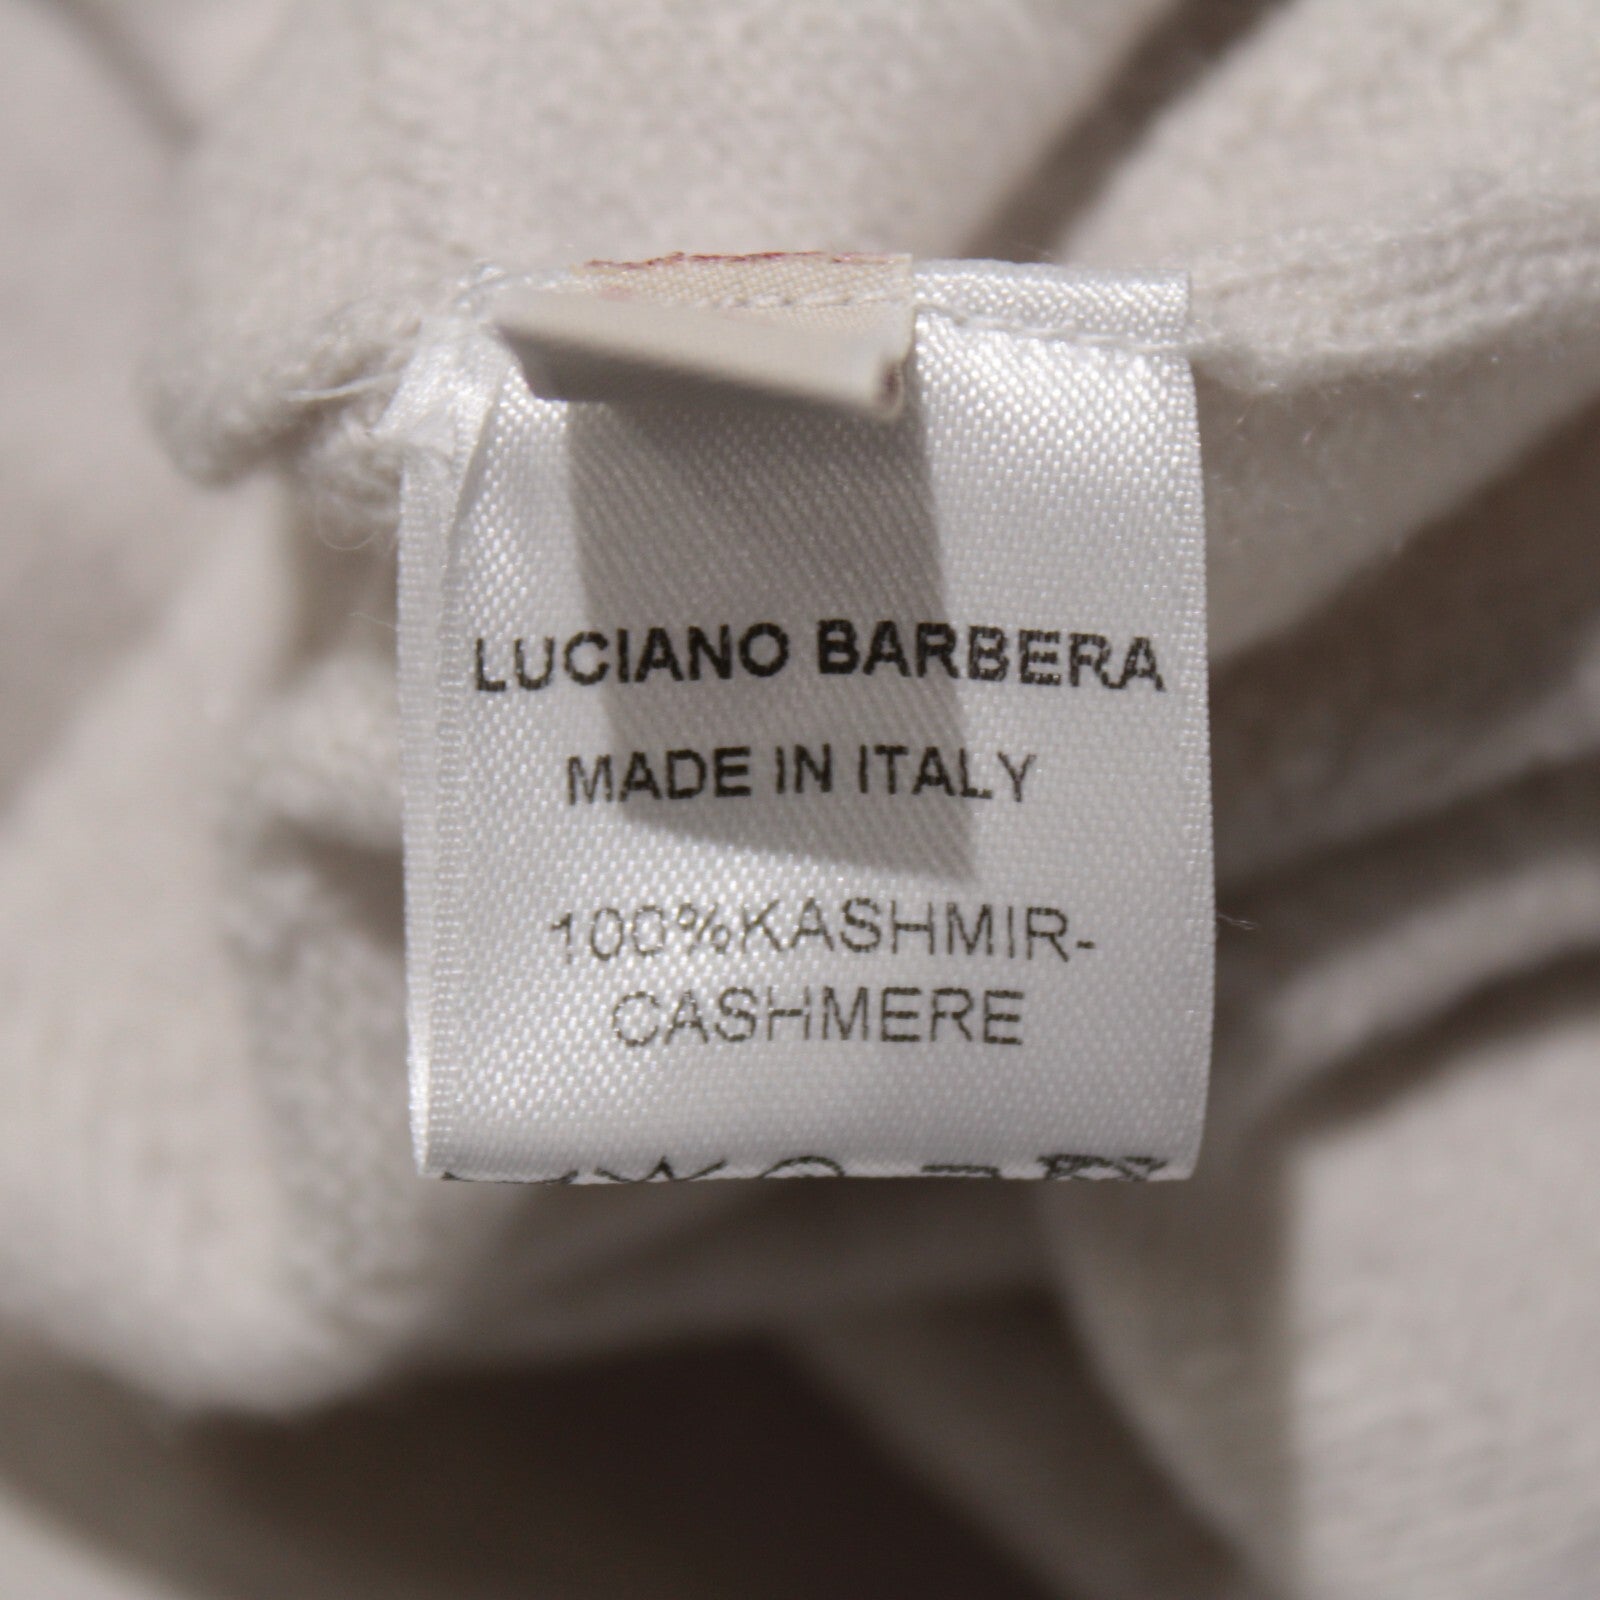 LUCIANO BARBERA
MADE IN ITALY
100%KASHMIR-
CASHMERE